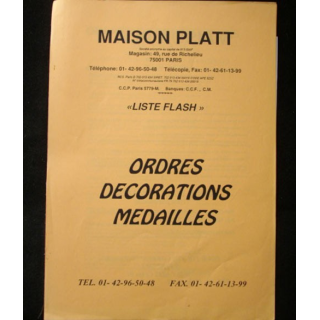 MAISON PLATT
Magasin: 49, rue de Richelieu
75001 PARIS
Téléphone: 01- 42-96-50-48 Télécopie, Fax: 01- 42-61-13-99
C.C.P. Paris 5779-M. Banques: C.C.F., C.M.
«LISTE FLASH »
ORDRES
DECORATIONS
MEDAILLES
TEL. 01- 42-96-50-48 FAX. 01- 42-61-13-99